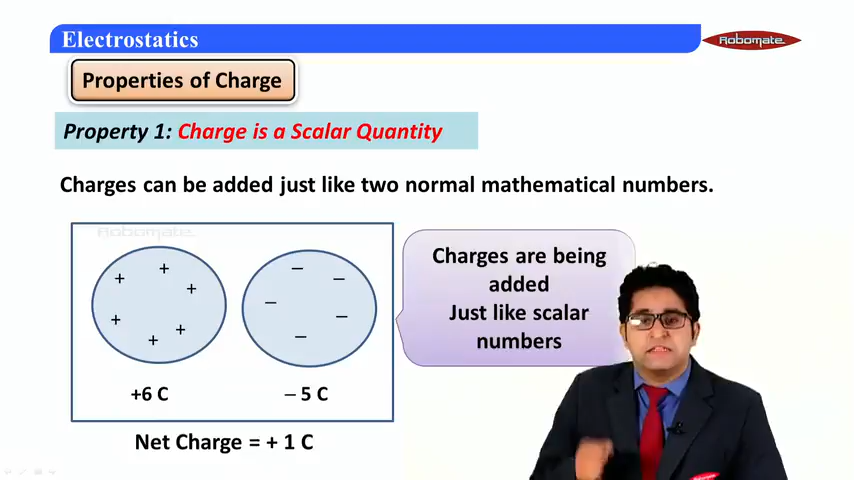 Electrostatics
Robomate
Properties of Charge
Property 1: Charge is a Scalar Quantity
Charges can be added just like two normal mathematical numbers.
Robomate
+ + + + + + +6 C
– – – – – – 5 C
Net Charge = + 1 C
Charges are being
added
Just like scalar
numbers